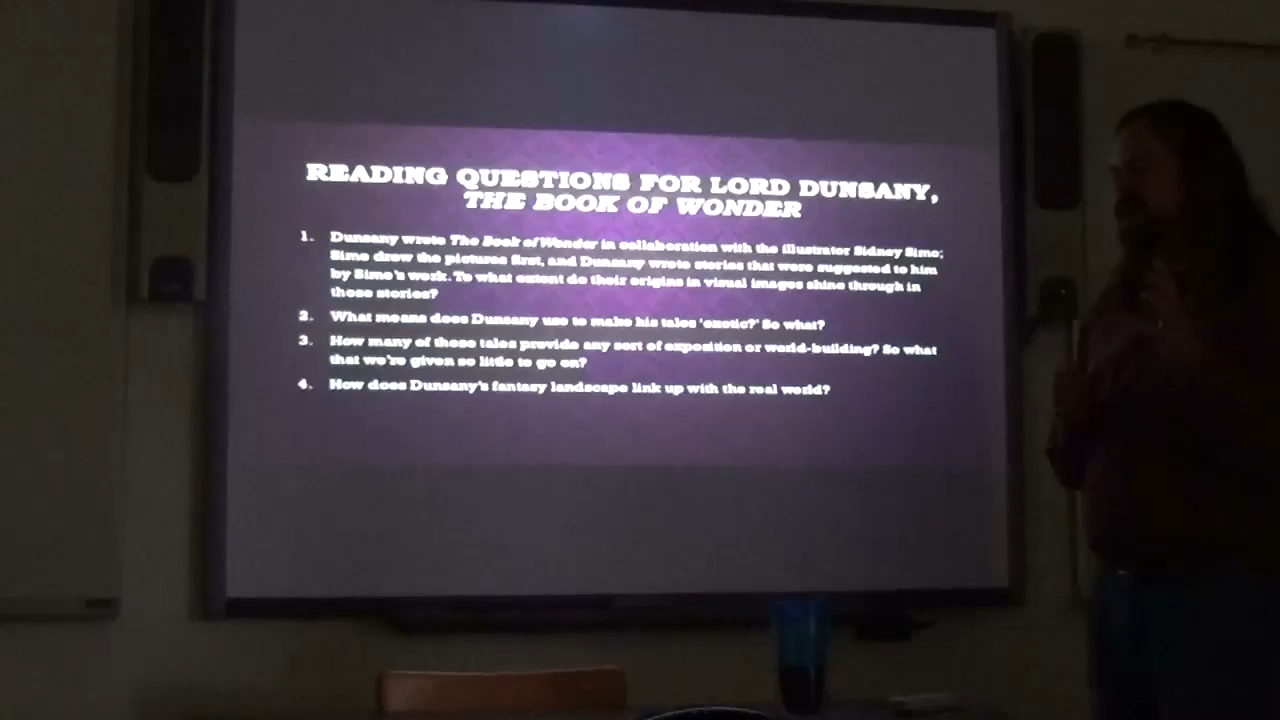 READING QUESTIONS FOR LORD DUNSANY,
THE BOOK OF WONDER
1. Dunsany wrote The Book of Wonder in collaboration with the illustrator Sidney Sime;
Sime drew the pictures first, and Dunsany wrote stories that were suggested to him
by Sime's work. To what extent do their origins in visual images shine through in
these stories?
2. What means does Dunsany use to make his tales 'exotic?' So what?
3. How many of these tales provide any sort of exposition or world-building? So what
that we're given so little to go on?
4. How does Dunsany's fantasy landscape link up with the real world?